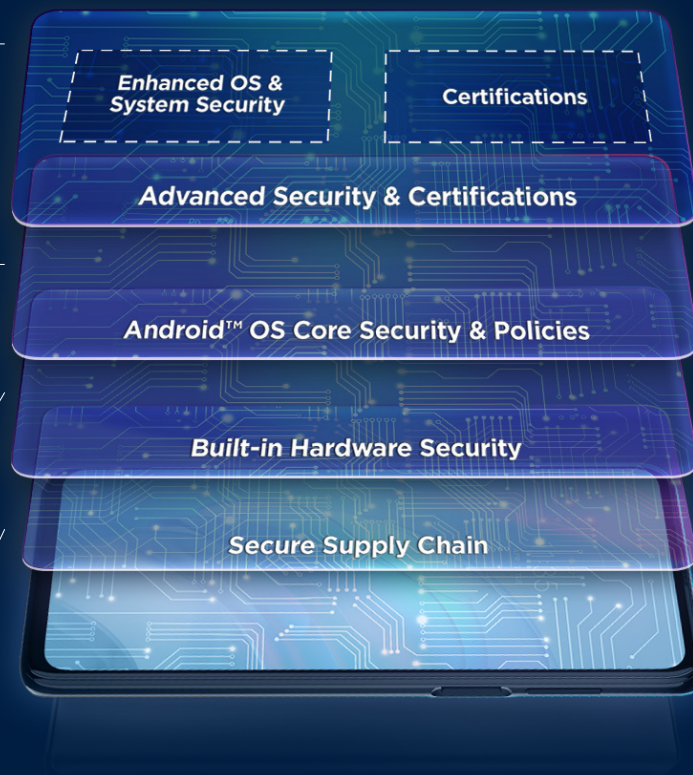 Enhanced OS &
System Security
Certifications
Advanced Security & Certifications
Android™ OS Core Security & Policies
Built-in Hardware Security
Secure Supply Chain